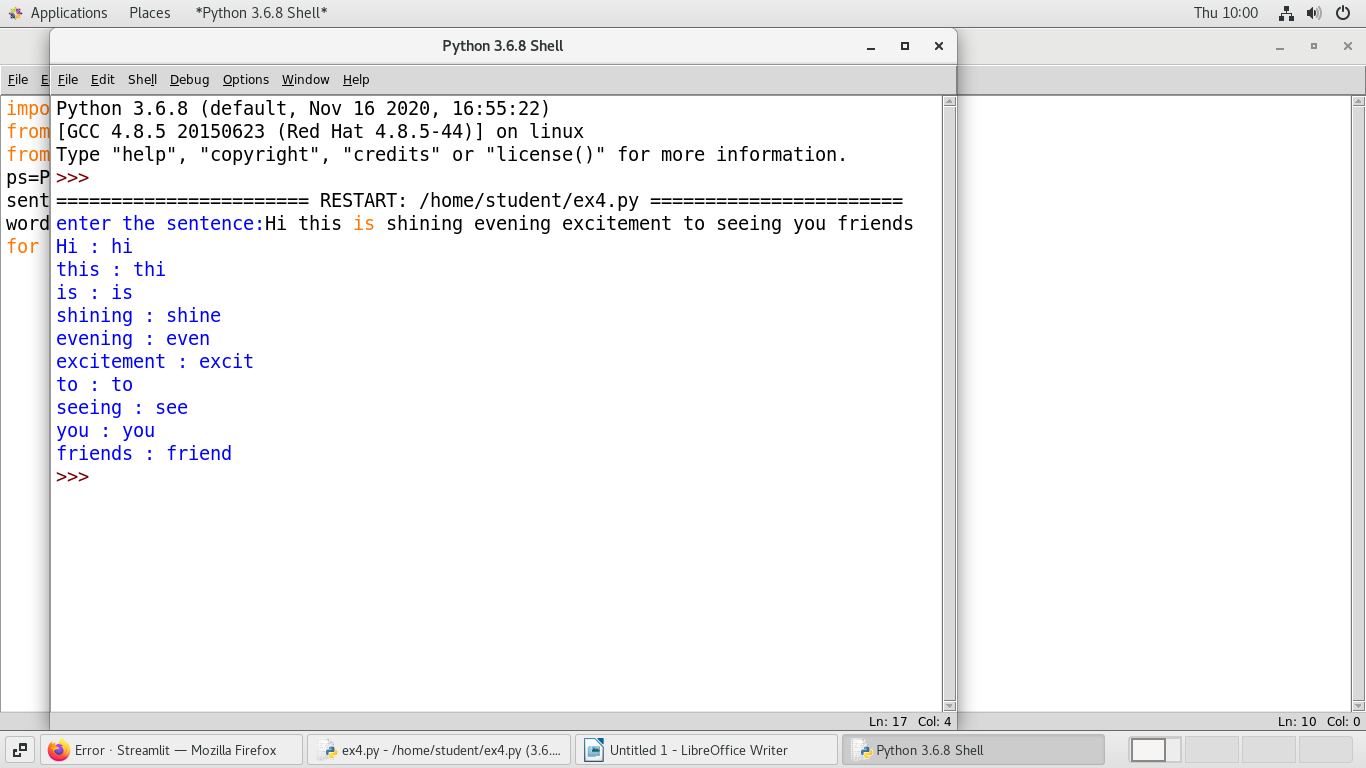 Applications Places *Python 3.6.8 Shell* Thu 10:00
Python 3.6.8 Shell
File E
File Edit Shell Debug Options Window Help
impo
from
from
ps=P
sent
word
for
Python 3.6.8 (default, Nov 16 2020, 16:55:22)
[GCC 4.8.5 20150623 (Red Hat 4.8.5-44)] on linux
Type "help", "copyright", "credits" or "license()" for more information.
>>>
======================= RESTART: /home/student/ex4.py =======================
enter the sentence:Hi this is shining evening excitement to seeing you friends
Hi : hi
this : thi
is : is
shining : shine
evening : even
excitement : excit
to : to
seeing : see
you : you
friends : friend
>>>
Ln: 17 Col: 4
Ln: 10 Col: 0
Error · Streamlit — Mozilla Firefox
ex4.py - /home/student/ex4.py (3.6....
Untitled 1 - LibreOffice Writer
Python 3.6.8 Shell